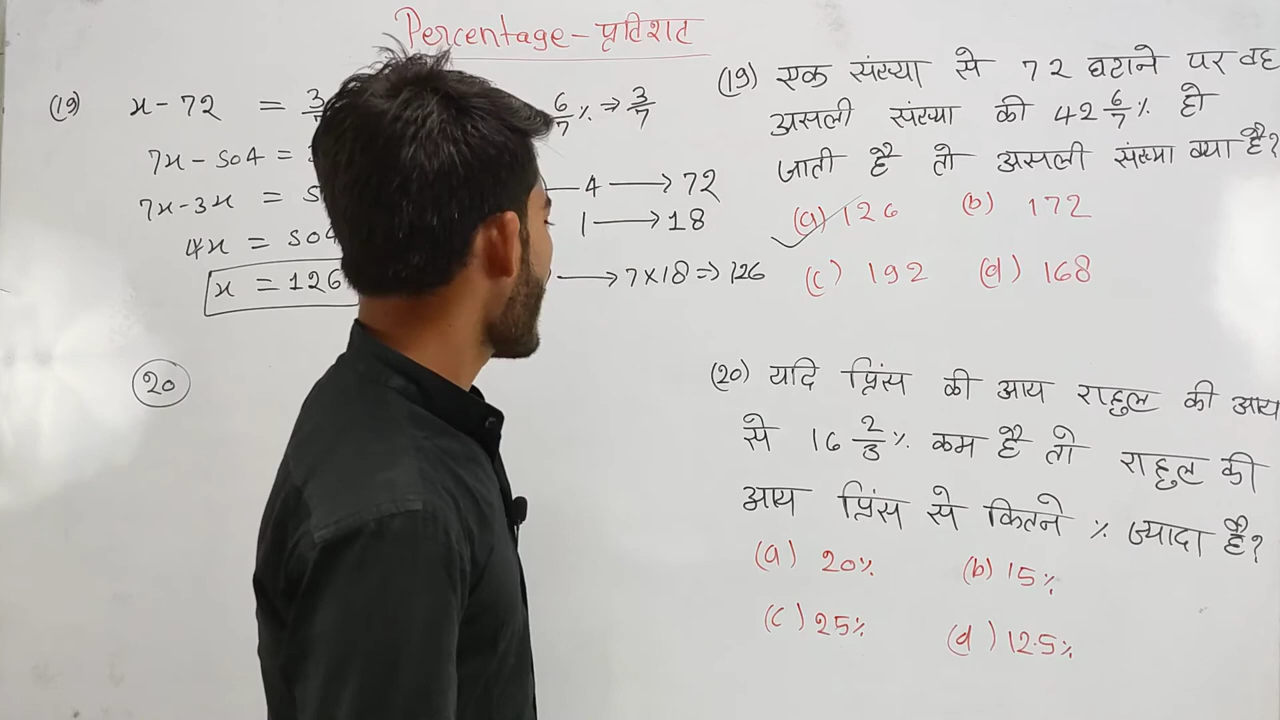 Percentage - प्रतिशत
(19) x - 72 = 3
7x - 504 =
7x - 3x = 5
4x = 504
x = 126
6/7 % ⇒ 3/7
4 → 72
1 → 18
→ 7 × 18 ⇒ 126
(19) एक संख्या से 72 घटाने पर वह
असली संख्या की 42 6/7 % हो
जाती है तो असली संख्या क्या है?
(a) 126 (b) 172
(c) 192 (d) 168
20
(20) यदि प्रिंस की आय राहुल की आय
से 16 2/3 % कम है तो राहुल की
आय प्रिंस से कितने % ज्यादा है?
(a) 20% (b) 15%
(c) 25% (d) 12.5%